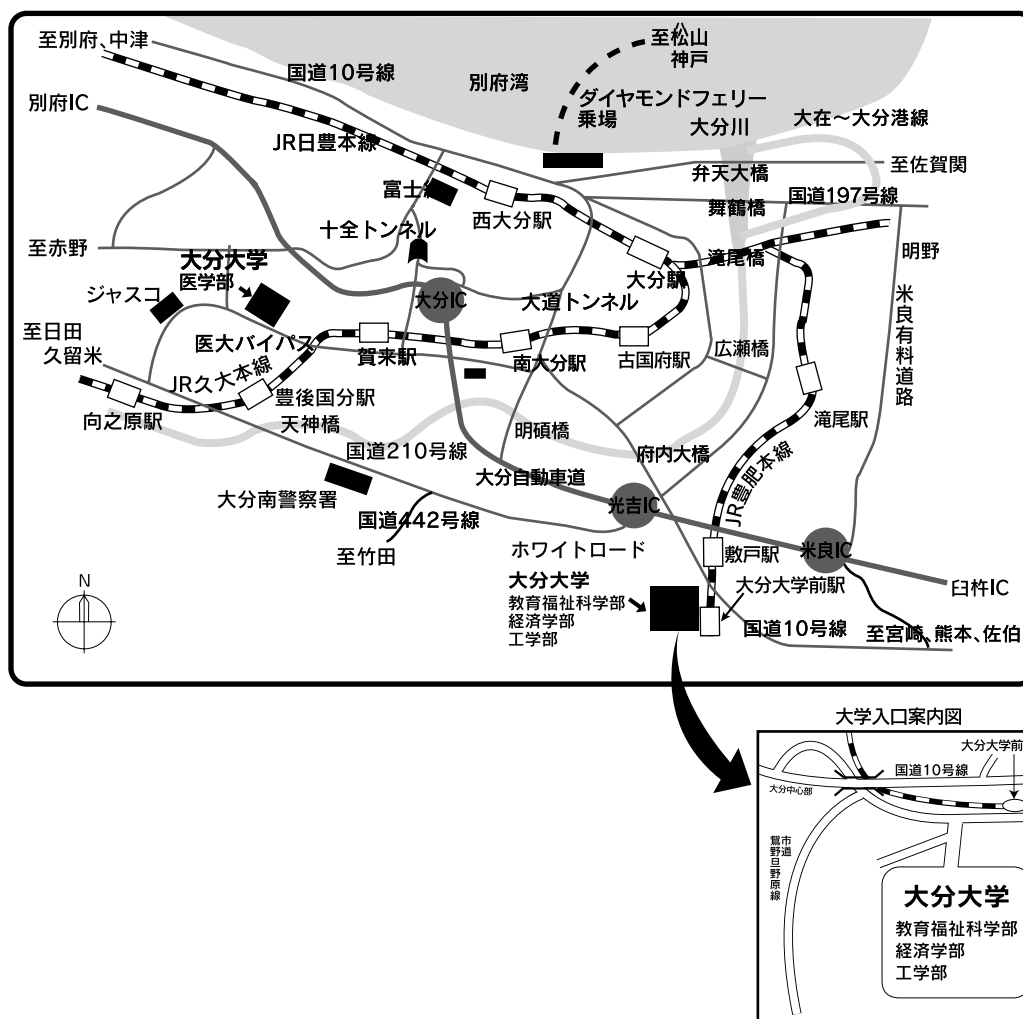 至別府、中津
国道10号線
別府湾
至松山
神戸
ダイヤモンドフェリー
乗場
大分川
大在～大分港線
別府IC
JR日豊本線
弁天大橋
至佐賀関
富士
西大分駅
舞鶴橋
国道197号線
十全トンネル
至赤野
大分大学
医学部
大分駅
滝尾橋
明野
ジャスコ
大分IC
大道トンネル
米良有料道路
至日田
久留米
医大バイパス
賀来駅
南大分駅
古国府駅
広瀬橋
JR久大本線
豊後国分駅
向之原駅
天神橋
滝尾駅
明磧橋
国道210号線
府内大橋
大分自動車道
JR豊肥本線
大分南警察署
光吉IC
国道442号線
至竹田
ホワイトロード
敷戸駅
米良IC
大分大学
教育福祉科学部
経済学部
工学部
大分大学前駅
臼杵IC
国道10号線
至宮崎、熊本、佐伯
N
大学入口案内図
大分大学前
国道10号線
大分中心部
市道
鴛野旦野原線
大分大学
教育福祉科学部
経済学部
工学部